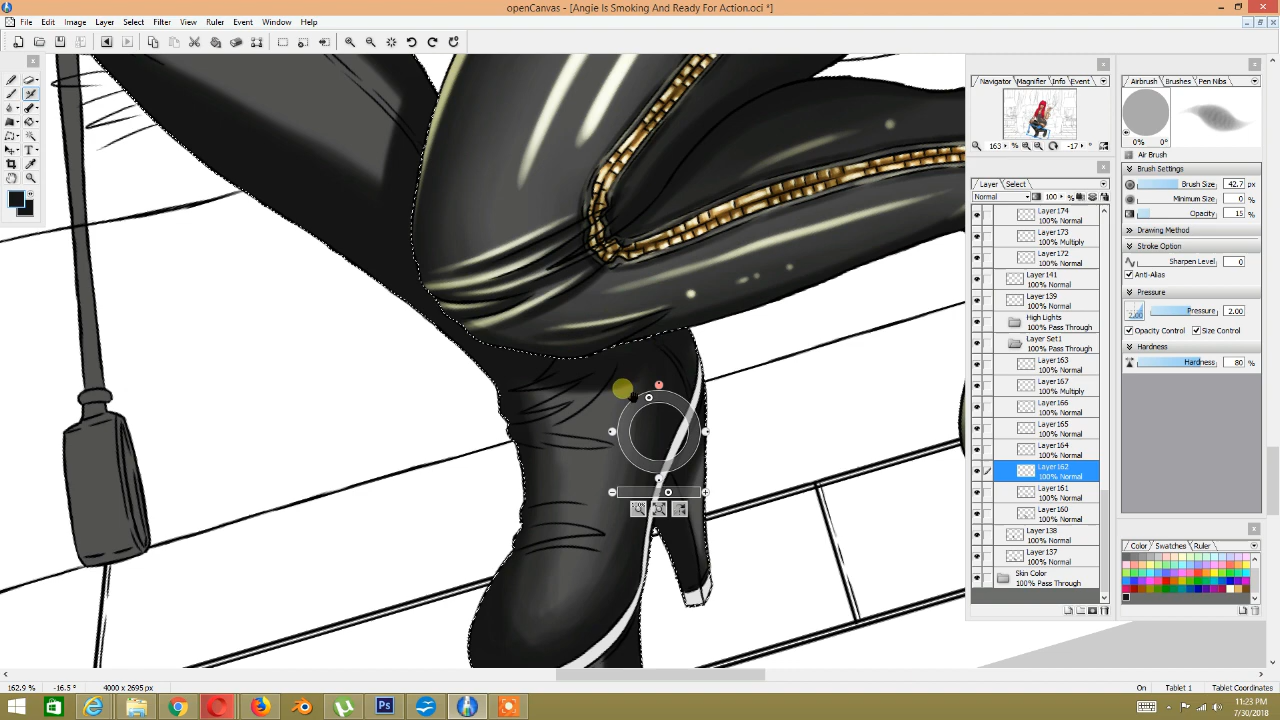 openCanvas - [Angie Is Smoking And Ready For Action.oci *]
File Edit Image Layer Select Filter View Ruler Event Window Help
Navigator Magnifier Info Event
163 % -17 °
Layer Select
Normal 100 %
Layer174
100% Normal
Layer173
100% Multiply
Layer172
100% Normal
Layer141
100% Normal
Layer139
100% Normal
High Lights
100% Pass Through
Layer Set1
100% Pass Through
Layer163
100% Normal
Layer167
100% Multiply
Layer166
100% Normal
Layer165
100% Normal
Layer164
100% Normal
Layer162
100% Normal
Layer161
100% Normal
Layer160
100% Normal
Layer138
100% Normal
Layer137
100% Normal
Skin Color
100% Pass Through
Airbrush Brushes Pen Nibs
0% 0°
Air Brush
Brush Settings
Brush Size 42.7 px
Minimum Size 0 %
Opacity 15 %
Drawing Method
Stroke Option
Sharpen Level 0
Anti-Alias
Pressure
2.00 Pressure 2.00
Opacity Control Size Control
Hardness
Hardness 80 %
Color Swatches Ruler
162.9 % -16.5 ° 4000 x 2695 px On Tablet 1 Tablet Coordinates
Ps
11:23 PM
7/30/2018